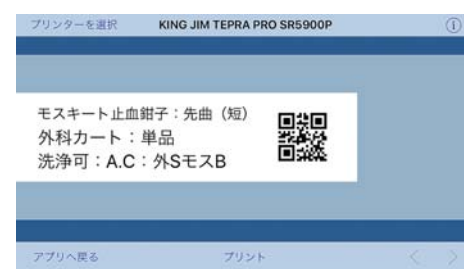 プリンターを選択 KING JIM TEPRA PRO SR5900P
モスキート止血鉗子：先曲（短）
外科カート：単品
洗浄可：A.C：外SモスB
アプリへ戻る プリント